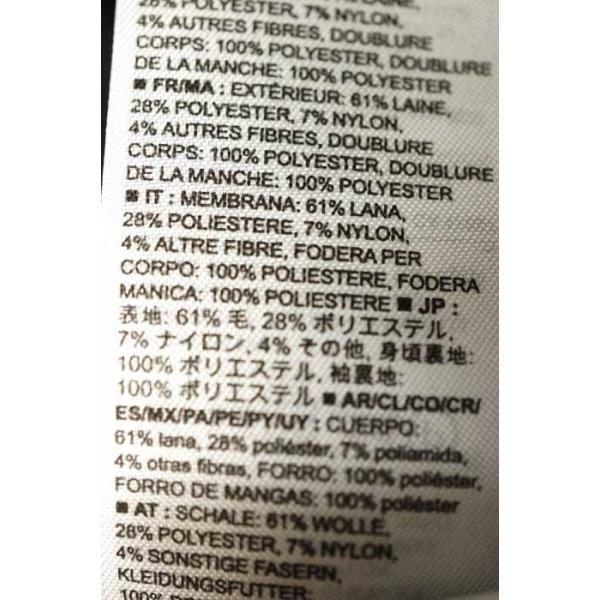 28% POLYESTER, 7% NYLON,
4% AUTRES FIBRES, DOUBLURE
CORPS: 100% POLYESTER, DOUBLURE
DE LA MANCHE: 100% POLYESTER
■ FR/MA : EXTÉRIEUR: 61% LAINE,
28% POLYESTER, 7% NYLON,
4% AUTRES FIBRES, DOUBLURE
CORPS: 100% POLYESTER, DOUBLURE
DE LA MANCHE: 100% POLYESTER
■ IT : MEMBRANA: 61% LANA,
28% POLIESTERE, 7% NYLON,
4% ALTRE FIBRE, FODERA PER
CORPO: 100% POLIESTERE, FODERA
MANICA: 100% POLIESTERE ■ JP :
表地: 61% 毛, 28% ポリエステル,
7% ナイロン, 4% その他, 身頃裏地:
100% ポリエステル, 袖裏地:
100% ポリエステル ■ AR/CL/CO/CR/
ES/MX/PA/PE/PY/UY : CUERPO:
61% lana, 28% poliéster, 7% poliamida,
4% otras fibras, FORRO: 100% poliéster,
FORRO DE MANGAS: 100% poliéster
■ AT : SCHALE: 61% WOLLE,
28% POLYESTER, 7% NYLON,
4% SONSTIGE FASERN,
KLEIDUNGSFUTTER:
100%